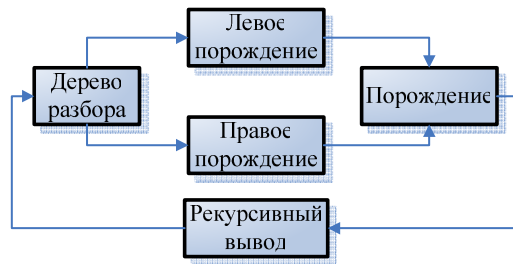 Левое
порождение
Дерево
разбора
Порождение
Правое
порождение
Рекурсивный
вывод